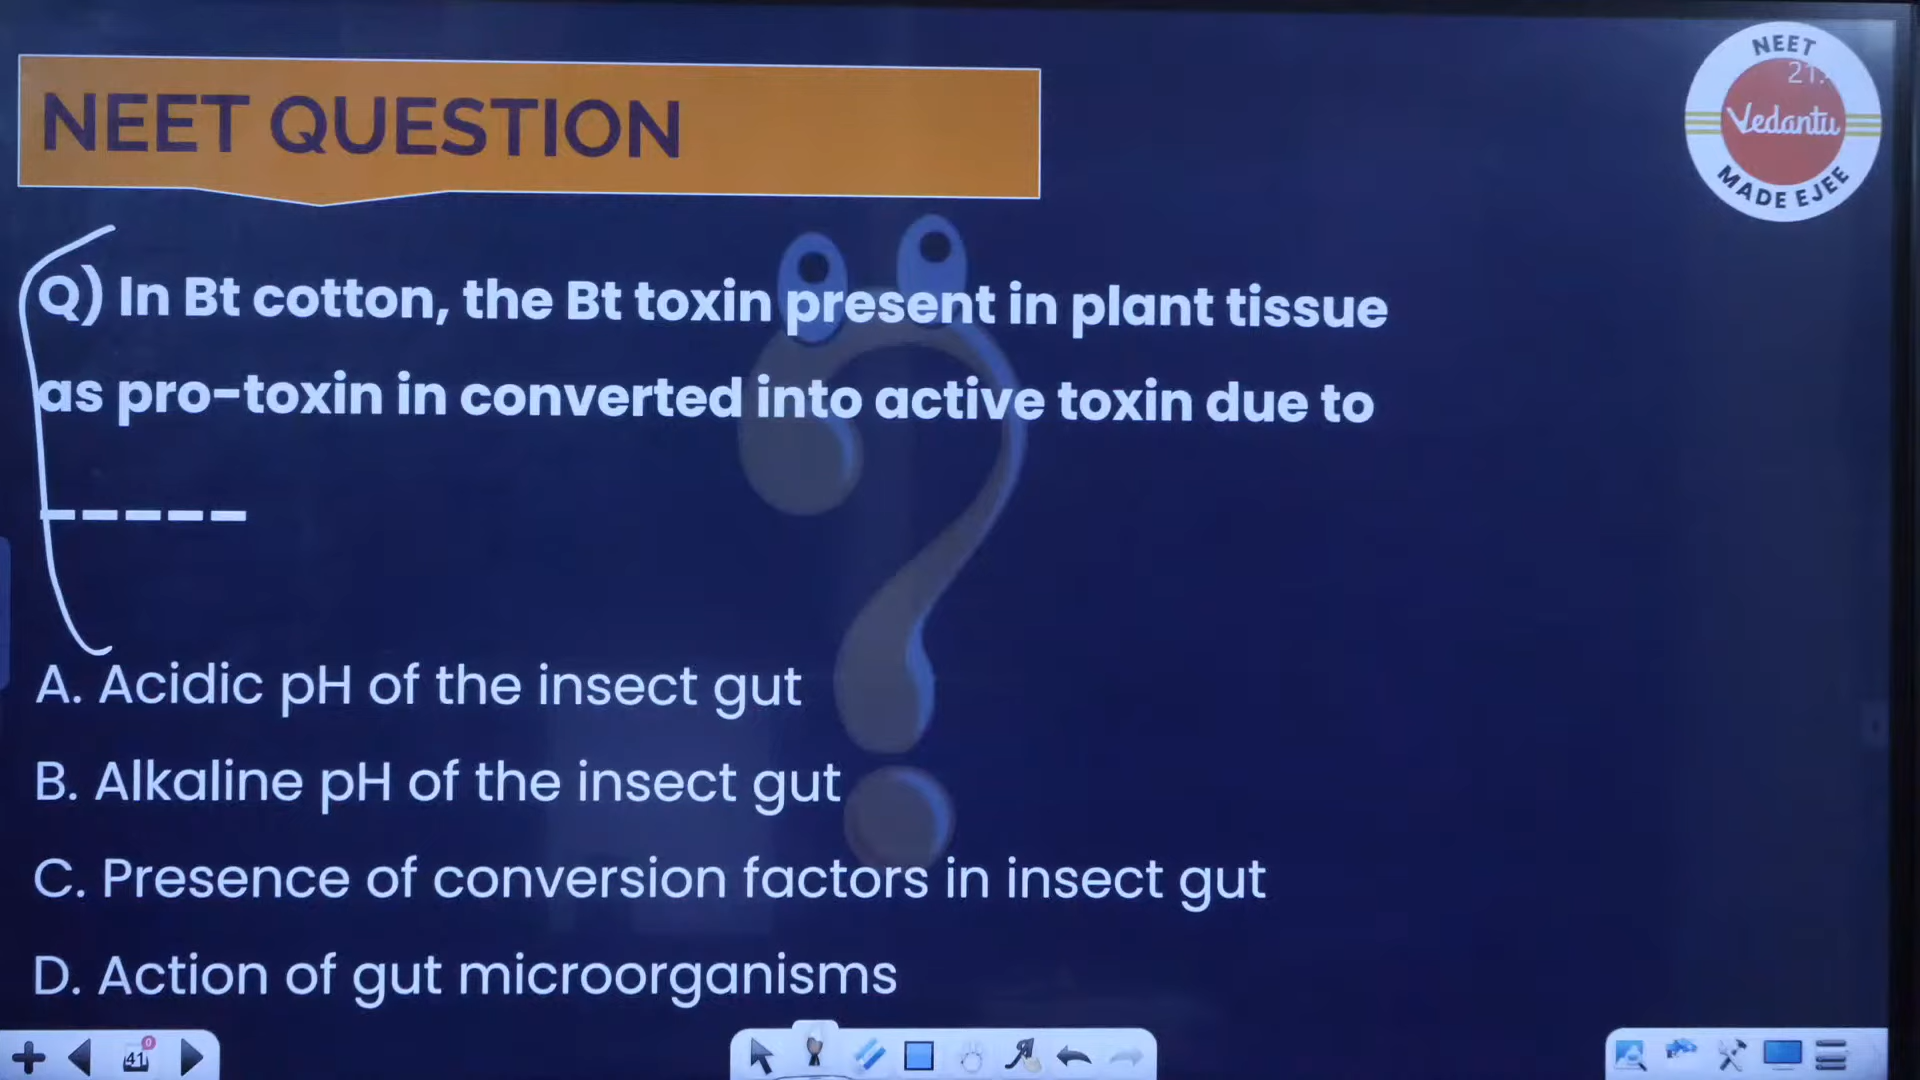 NEET QUESTION
NEET
21.
Vedantu
MADE EJEE
Q) In Bt cotton, the Bt toxin present in plant tissue
as pro-toxin in converted into active toxin due to
-----
A. Acidic pH of the insect gut
B. Alkaline pH of the insect gut
C. Presence of conversion factors in insect gut
D. Action of gut microorganisms
41
0